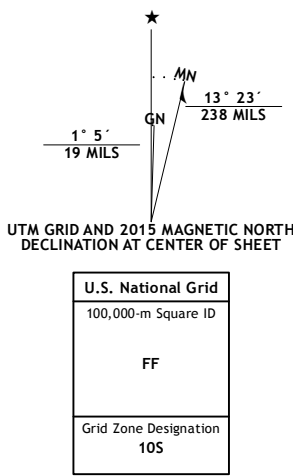 ★
MN
GN
13° 23´
238 MILS
1° 5´
19 MILS
UTM GRID AND 2015 MAGNETIC NORTH
DECLINATION AT CENTER OF SHEET
U.S. National Grid
100,000-m Square ID
FF
Grid Zone Designation
10S